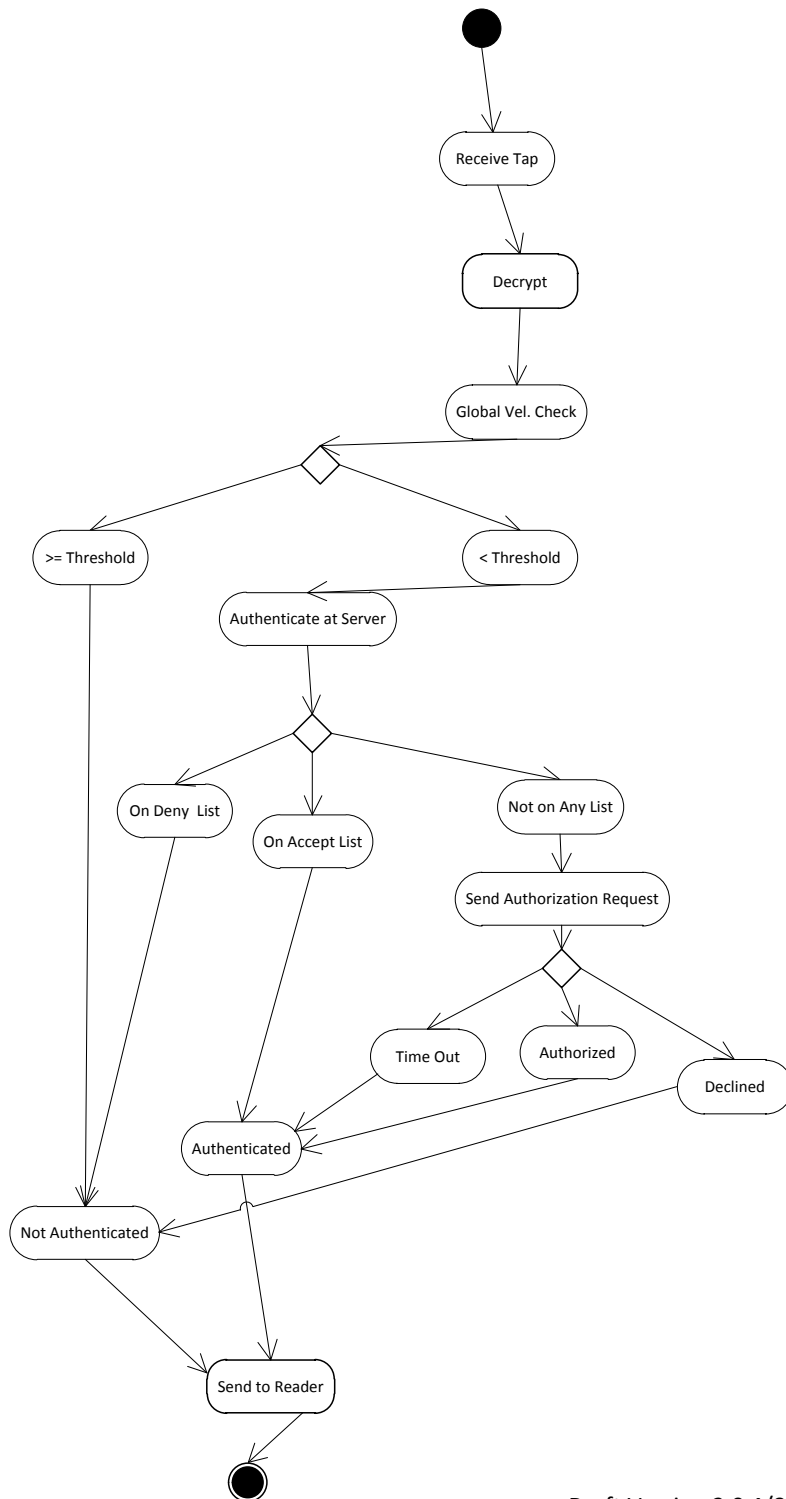 Receive Tap
Decrypt
Global Vel. Check
>= Threshold
< Threshold
Authenticate at Server
On Deny  List
On Accept List
Not on Any List
Send Authorization Request
Time Out
Authorized
Declined
Authenticated
Not Authenticated
Send to Reader